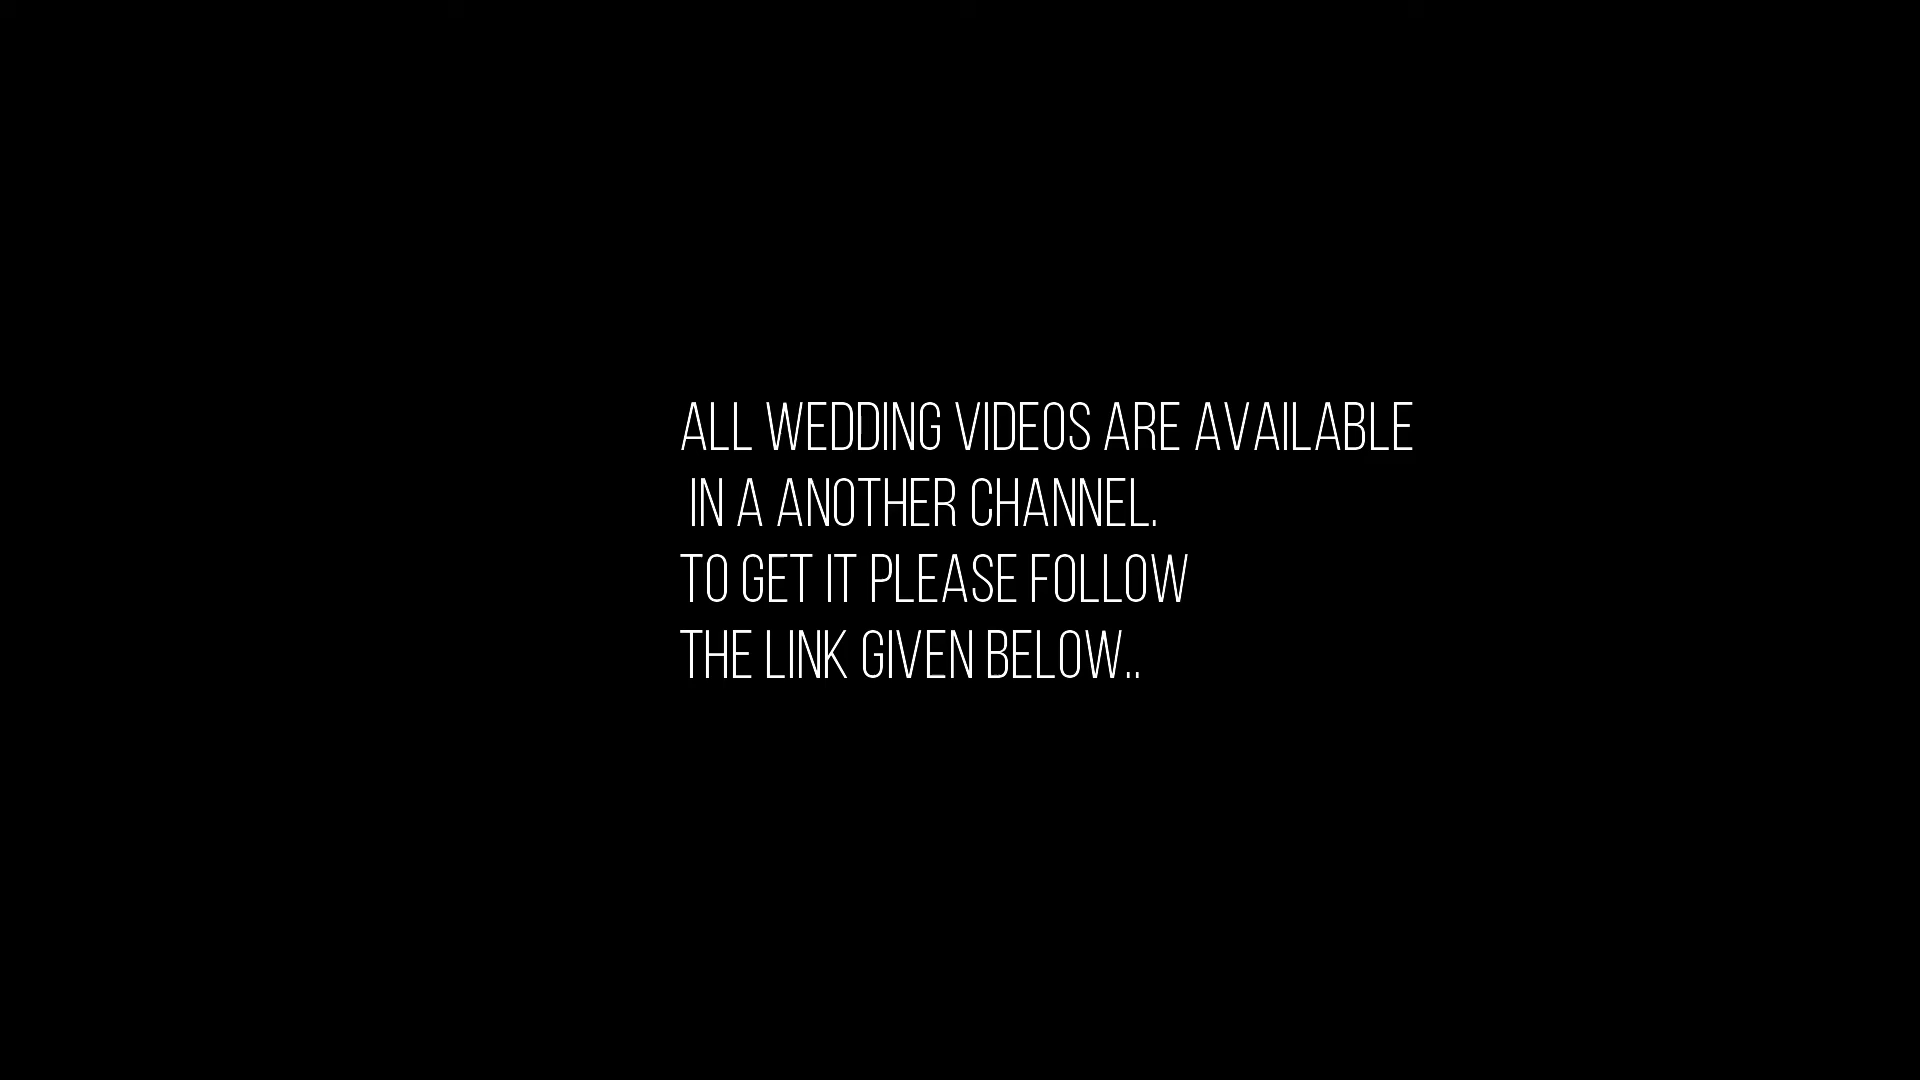 ALL WEDDING VIDEOS ARE AVAILABLE
IN A ANOTHER CHANNEL.
TO GET IT PLEASE FOLLOW
THE LINK GIVEN BELOW..